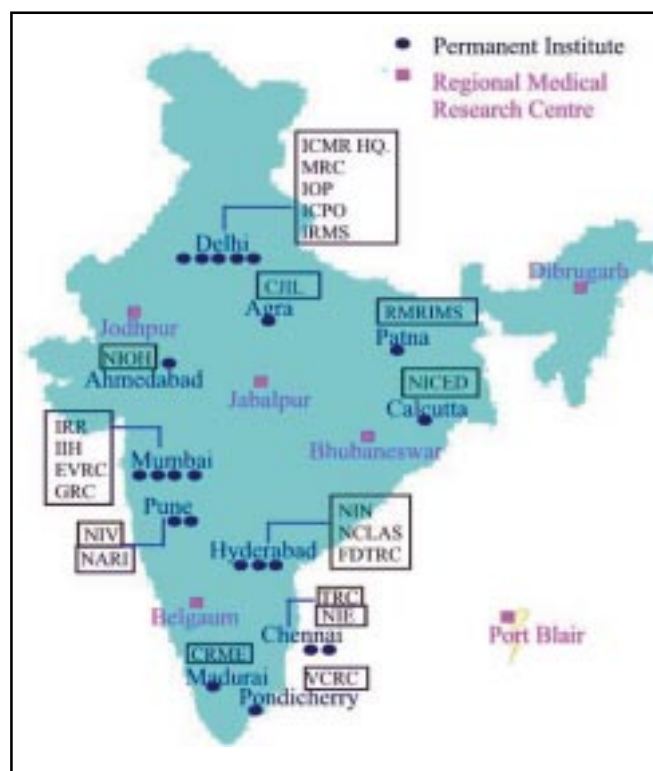 Permanent Institute
Regional Medical
Research Centre
ICMR HQ.
MRC
IOP
ICPO
IRMS
Delhi
Dibrugarh
CJIL
Agra
RMRIMS
Patna
Jodhpur
NIOH
Ahmedabad
Jabalpur
NICED
Calcutta
Bhubaneswar
IRR
IIH
EVRC
GRC
Mumbai
Pune
NIV
NARI
NIN
NCLAS
FDTRC
Hyderabad
Belgaum
TRC
NIE
Chennai
Port Blair
CRME
Madurai
VCRC
Pondicherry